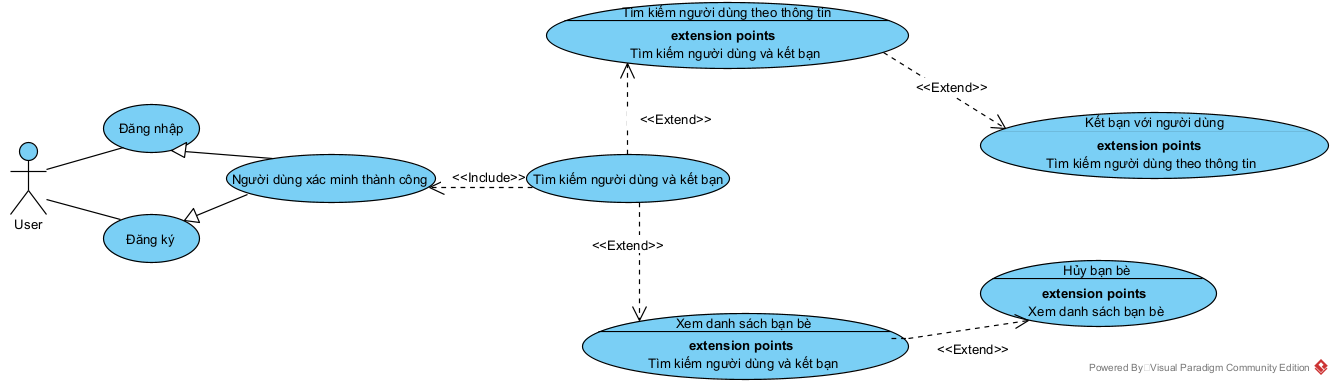 Tìm kiếm người dùng theo thông tin
extension points
Tìm kiếm người dùng và kết bạn
<<Extend>>
<<Extend>>
Kết bạn với người dùng
extension points
Tìm kiếm người dùng theo thông tin
Đăng nhập
User
Người dùng xác minh thành công
<<Include>>
Tìm kiếm người dùng và kết bạn
Đăng ký
<<Extend>>
Hủy bạn bè
extension points
Xem danh sách bạn bè
Xem danh sách bạn bè
extension points
Tìm kiếm người dùng và kết bạn
<<Extend>>
Powered By Visual Paradigm Community Edition